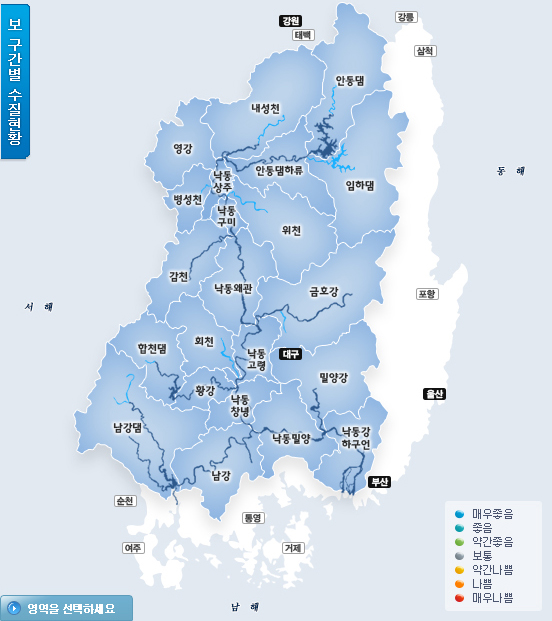 보 구간별 수질현황
강원
강릉
태백
삼척
안동댐
내성천
영강
안동댐하류
낙동
상주
임하댐
동 해
병성천
낙동
구미
위천
감천
낙동왜관
금호강
포항
서 해
합천댐
회천
낙동
고령
대구
밀양강
황강
낙동
창녕
울산
남강댐
낙동밀양
낙동강
하구언
남강
부산
순천
통영
여주
거제
매우좋음
좋음
약간좋음
보통
약간나쁨
나쁨
매우나쁨
영역을 선택하세요
남 해